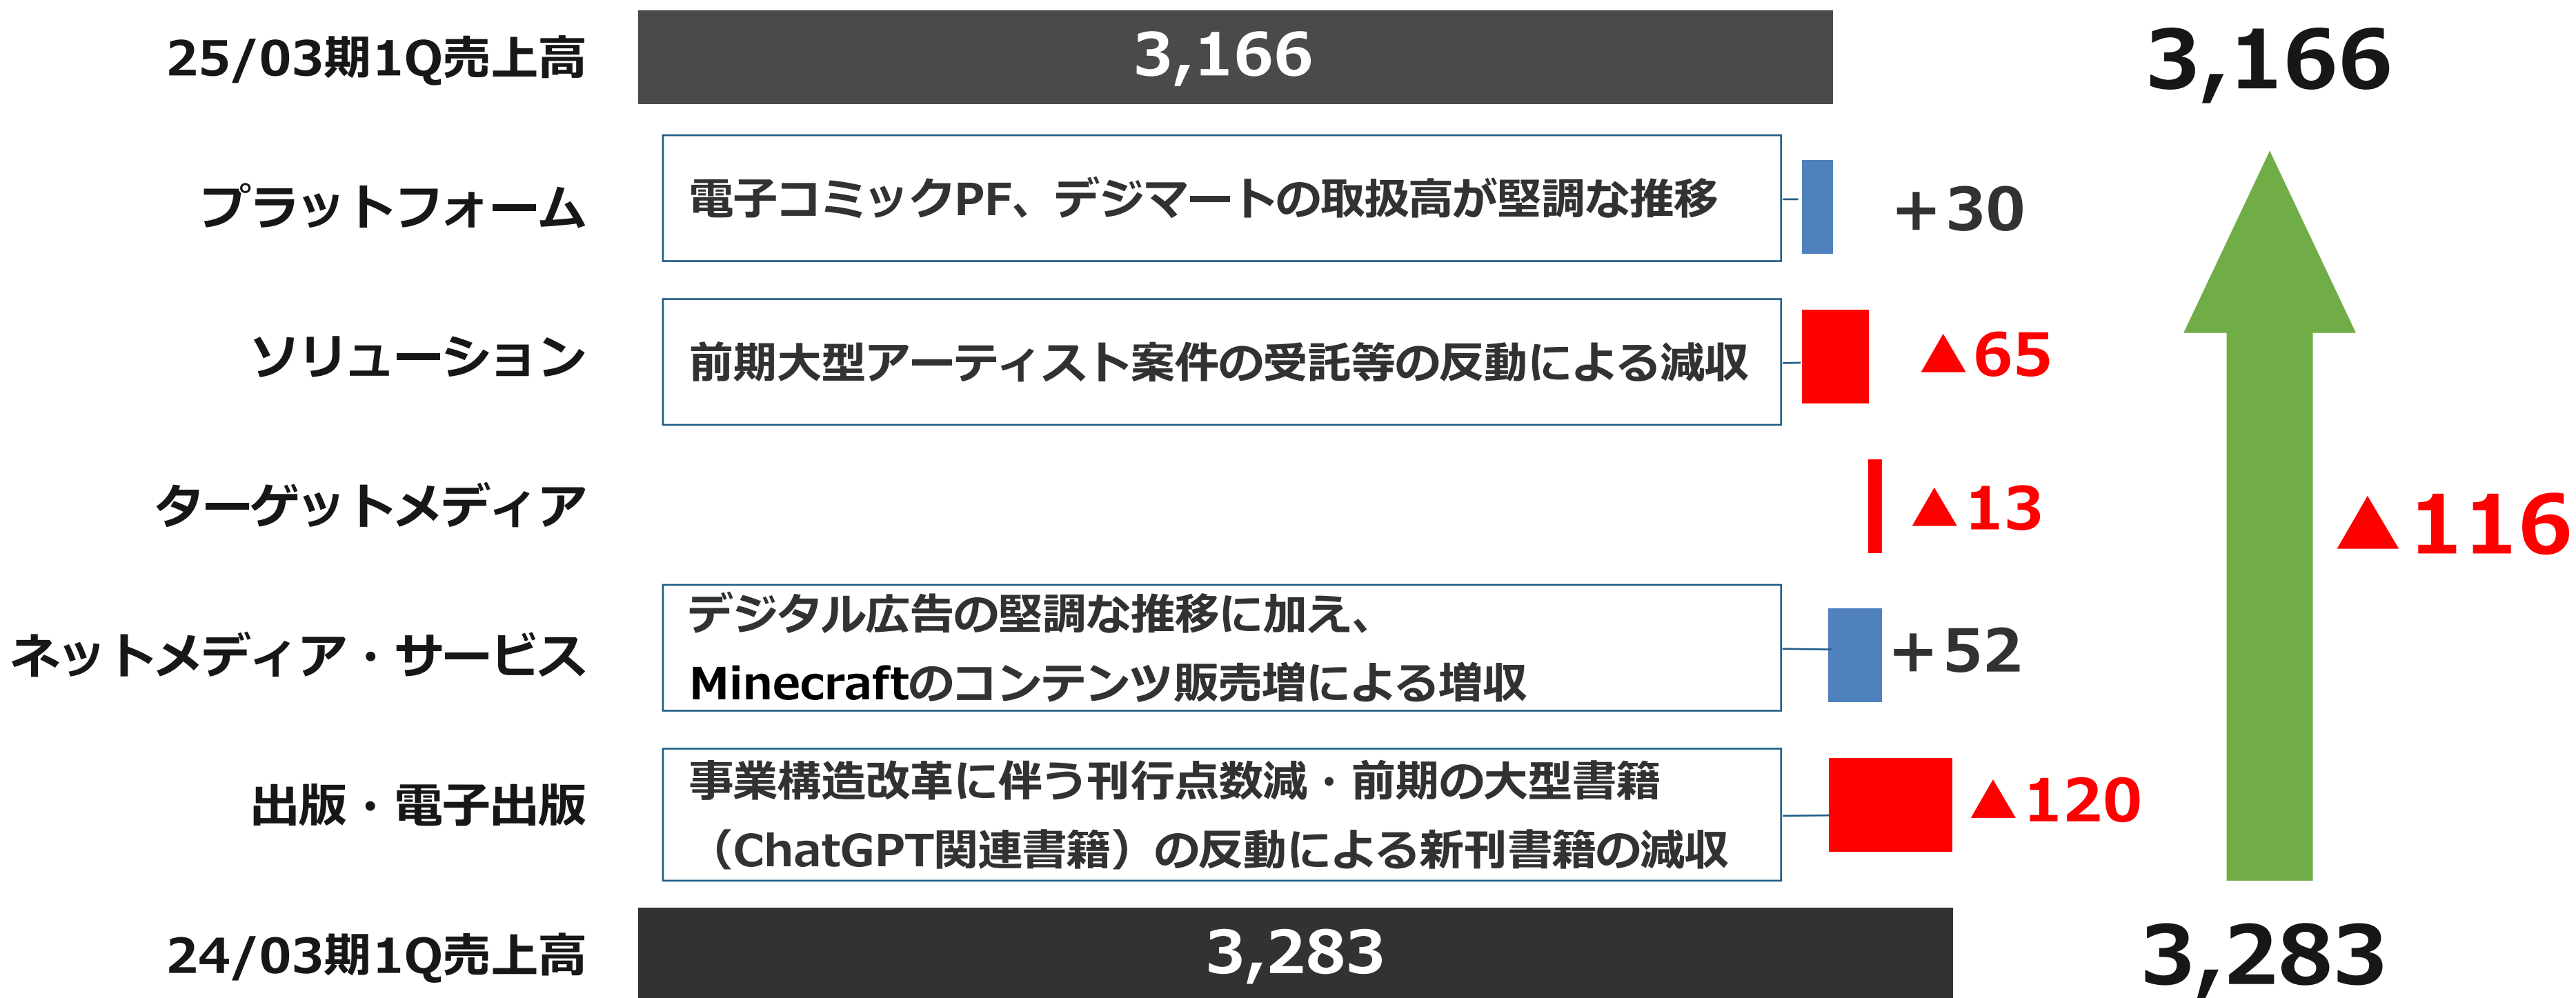 25/03期1Q売上高
3,166
3,166
プラットフォーム
電子コミックPF、デジマートの取扱高が堅調な推移
＋30
ソリューション
前期大型アーティスト案件の受託等の反動による減収
▲65
ターゲットメディア
▲13
▲116
ネットメディア・サービス
デジタル広告の堅調な推移に加え、
Minecraftのコンテンツ販売増による増収
＋52
出版・電子出版
事業構造改革に伴う刊行点数減・前期の大型書籍
（ChatGPT関連書籍）の反動による新刊書籍の減収
▲120
24/03期1Q売上高
3,283
3,283